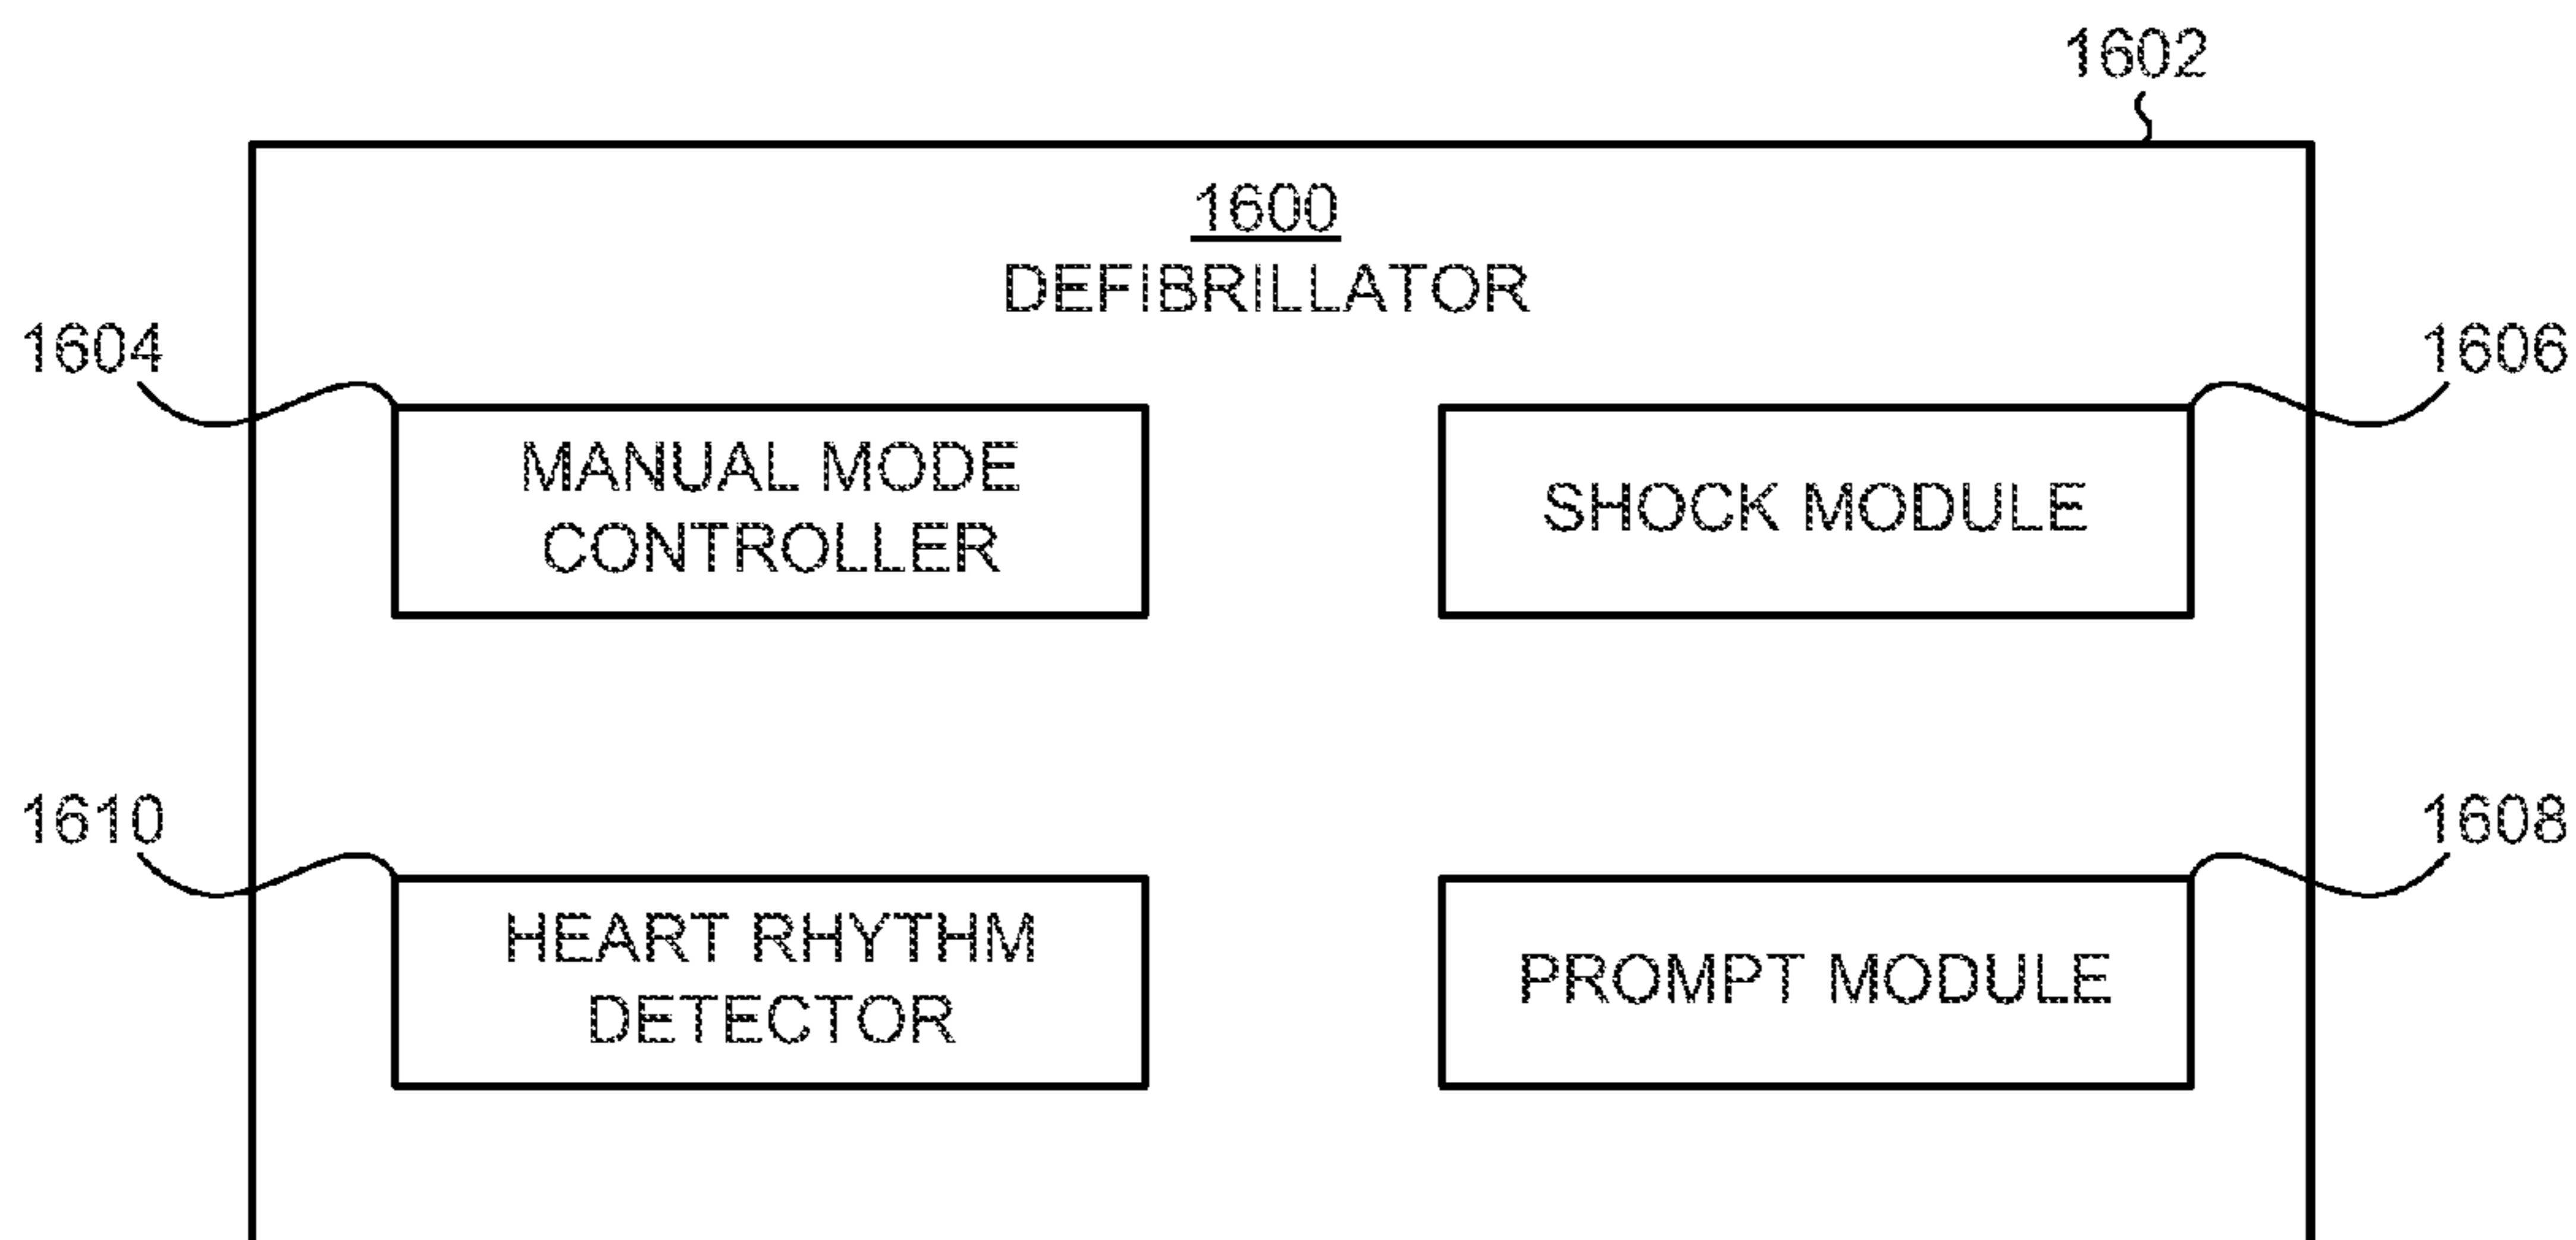 1602
1600
DEFIBRILLATOR
1604
1606
MANUAL MODE
CONTROLLER
SHOCK MODULE
1610
1608
HEART RHYTHM
DETECTOR
PROMPT MODULE